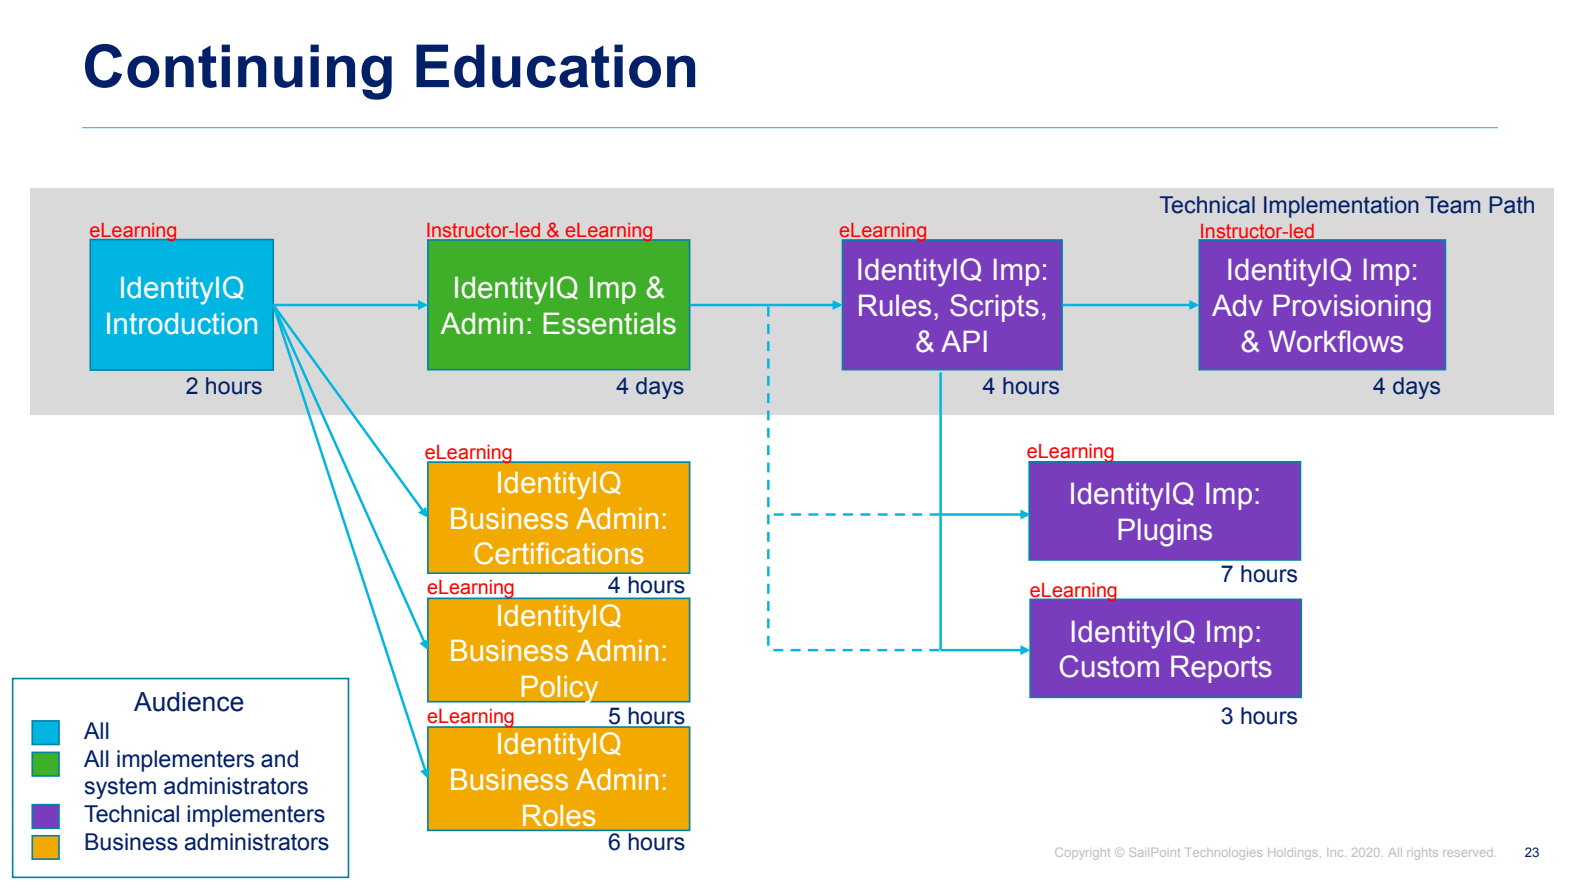 Continuing Education
Technical Implementation Team Path
eLearning
IdentityIQ
Introduction
2 hours
Instructor-led & eLearning
IdentityIQ Imp &
Admin: Essentials
4 days
eLearning
IdentityIQ Imp:
Rules, Scripts,
& API
4 hours
Instructor-led
IdentityIQ Imp:
Adv Provisioning
& Workflows
4 days
eLearning
IdentityIQ
Business Admin:
Certifications
4 hours
eLearning
IdentityIQ
Business Admin:
Policy
5 hours
eLearning
IdentityIQ
Business Admin:
Roles
6 hours
eLearning
IdentityIQ Imp:
Plugins
7 hours
eLearning
IdentityIQ Imp:
Custom Reports
3 hours
Audience
All
All implementers and
system administrators
Technical implementers
Business administrators
Copyright © SailPoint Technologies Holdings, Inc. 2020. All rights reserved. 23